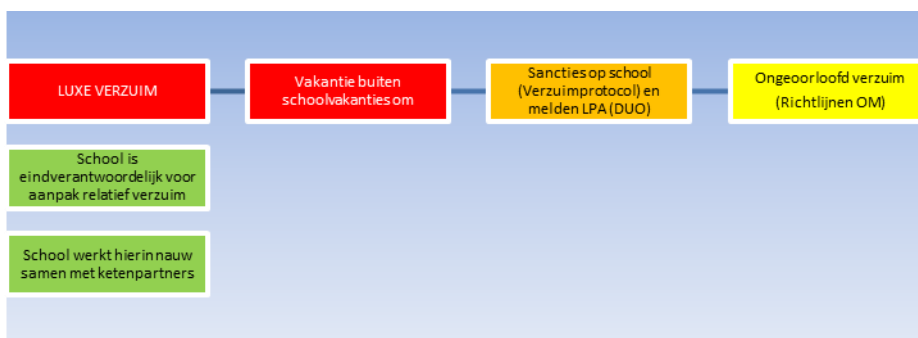 LUXE VERZUIM
Vakantie buiten
schoolvakanties om
Sancties op school
(Verzuimprotocol) en
melden LPA (DUO)
Ongeoorloofd verzuim
(Richtlijnen OM)
School is
eindverantwoordelijk voor
aanpak relatief verzuim
School werkt hierin nauw
samen met ketenpartners